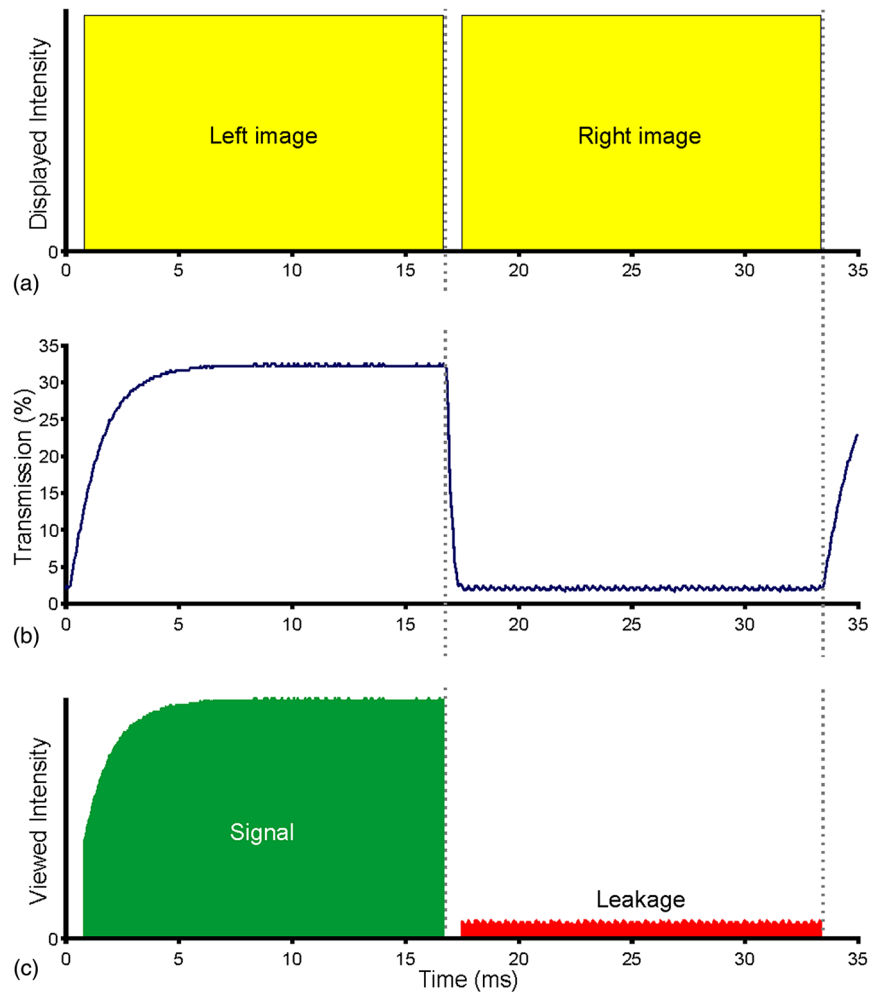 Displayed Intensity
Left image
Right image
0
0 5 10 15 20 25 30 35
(a)
Transmission (%)
35
30
25
20
15
10
5
0
0 5 10 15 20 25 30 35
(b)
Viewed Intensity
Signal
Leakage
0
0 5 10 15 20 25 30 35
(c)
Time (ms)